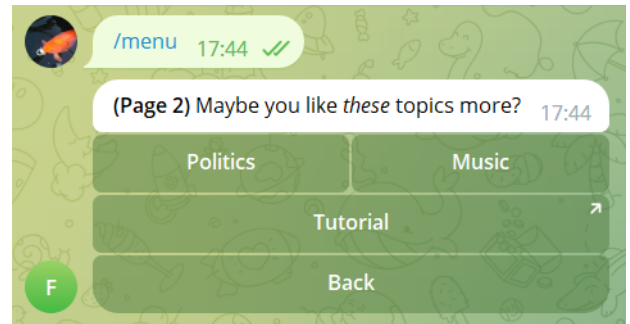 /menu 17:44
(Page 2) Maybe you like these topics more? 17:44
Politics Music
Tutorial
F Back